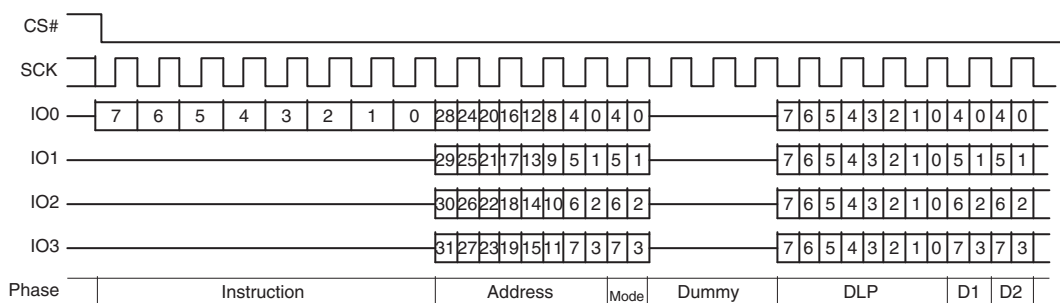 CS#
SCK
IO0 7 6 5 4 3 2 1 0 28 24 20 16 12 8 4 0 4 0 7 6 5 4 3 2 1 0 4 0 4 0
IO1 29 25 21 17 13 9 5 1 5 1 7 6 5 4 3 2 1 0 5 1 5 1
IO2 30 26 22 18 14 10 6 2 6 2 7 6 5 4 3 2 1 0 6 2 6 2
IO3 31 27 23 19 15 11 7 3 7 3 7 6 5 4 3 2 1 0 7 3 7 3
Phase Instruction Address Mode Dummy DLP D1 D2